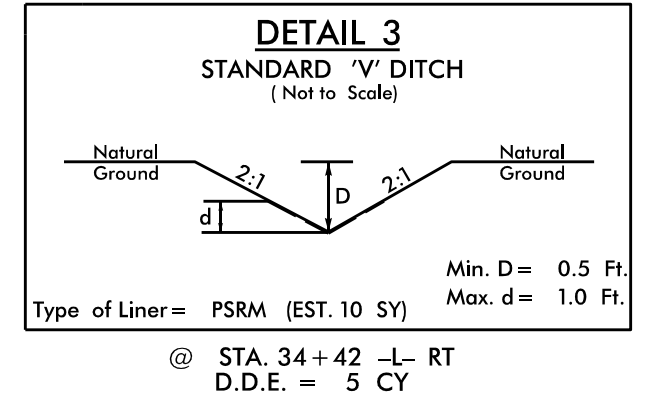 DETAIL 3
STANDARD 'V' DITCH
( Not to Scale)
Natural
Ground
2:1
D
2:1
Natural
Ground
d
Min. D = 0.5 Ft.
Max. d = 1.0 Ft.
Type of Liner = PSRM (EST. 10 SY)
@ STA. 34+42 –L– RT
D.D.E. = 5 CY